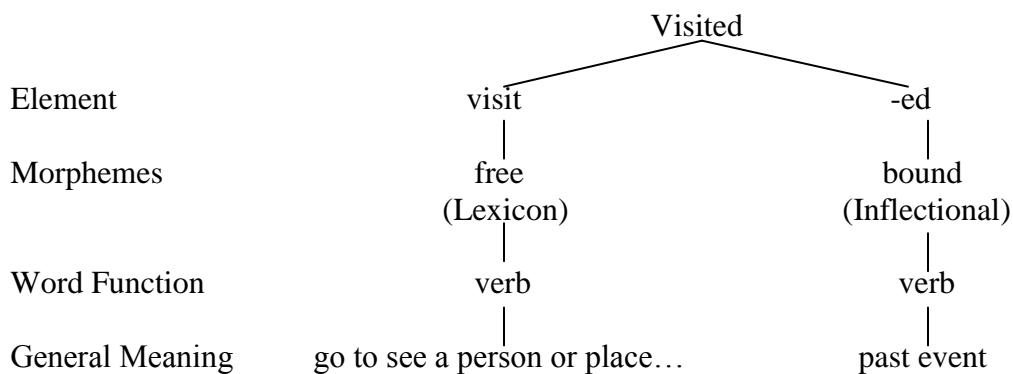 Visited
Element visit -ed
Morphemes free bound
(Lexicon) (Inflectional)
Word Function verb verb
General Meaning go to see a person or place… past event